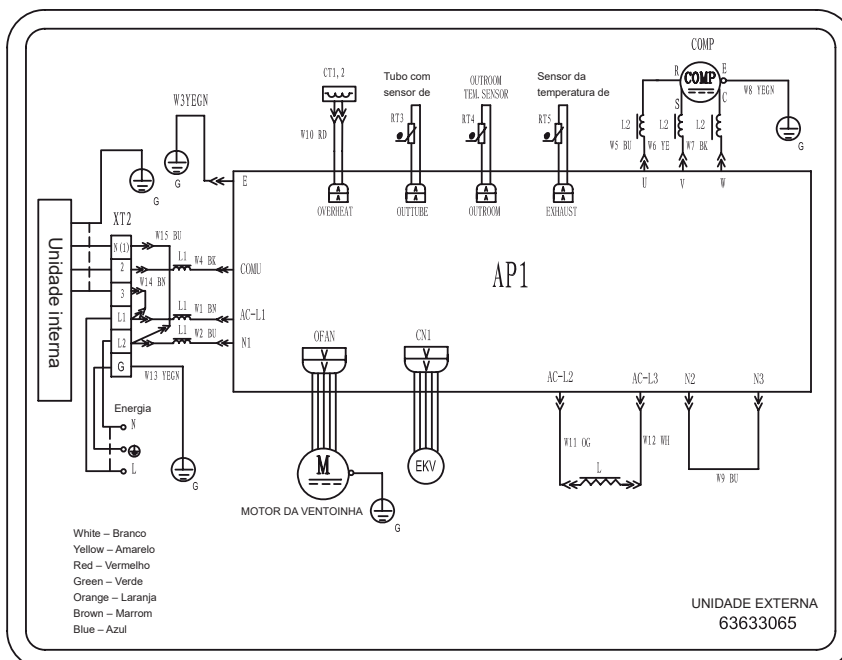 COMP
CT1,2
Tubo com
sensor de
OUTROOM
TEM. SENSOR
Sensor da
temperatura de
R
COMP
E
W8 YEGN
S
C
W3YEGN
RT3
RT4
RT5
W10 RD
L2
L2
L2
W5 BU
W6 YE
W7 BK
G
G
G
E
A
A
A
A
A
A
A
A
U
V
W
OVERHEAT
OUTTUBE
OUTROOM
EXHAUST
XT2
Unidade interna
N(1)
W15 BU
2
L1
W4 BK
COMU
W14 BN
3
AP1
L1
L1
W1 BN
AC-L1
L2
L1
W2 BU
N1
G
W13 YEGN
OFAN
CN1
V
V
V
V
AC-L2
AC-L3
N2
N3
Energia
N
L
G
W11 OG
W12 WH
L
W9 BU
M
EKV
MOTOR DA VENTOINHA
G
White – Branco
Yellow – Amarelo
Red – Vermelho
Green – Verde
Orange – Laranja
Brown – Marrom
Blue – Azul
UNIDADE EXTERNA
63633065